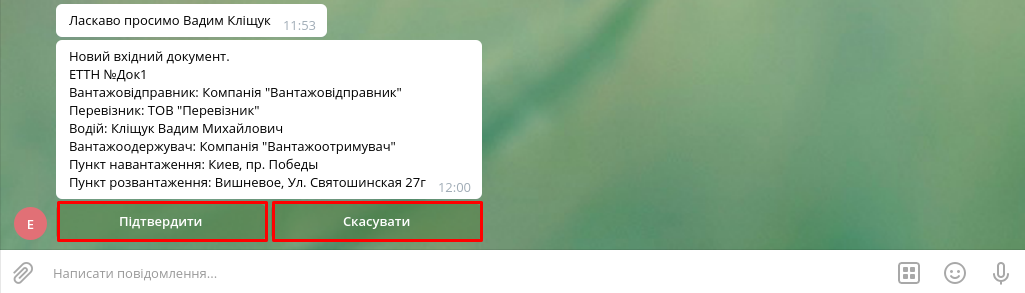 Ласкаво просимо Вадим Кліщук 11:53
Новий вхідний документ.
ЕТТН №Док1
Вантажовідправник: Компанія "Вантажовідправник"
Перевізник: ТОВ "Перевізник"
Водій: Кліщук Вадим Михайлович
Вантажоодержувач: Компанія "Вантажоотримувач"
Пункт навантаження: Киев, пр. Победы
Пункт розвантаження: Вишневое, Ул. Святошинская 27г 12:00
Е
Підтвердити Скасувати
Написати повідомлення...